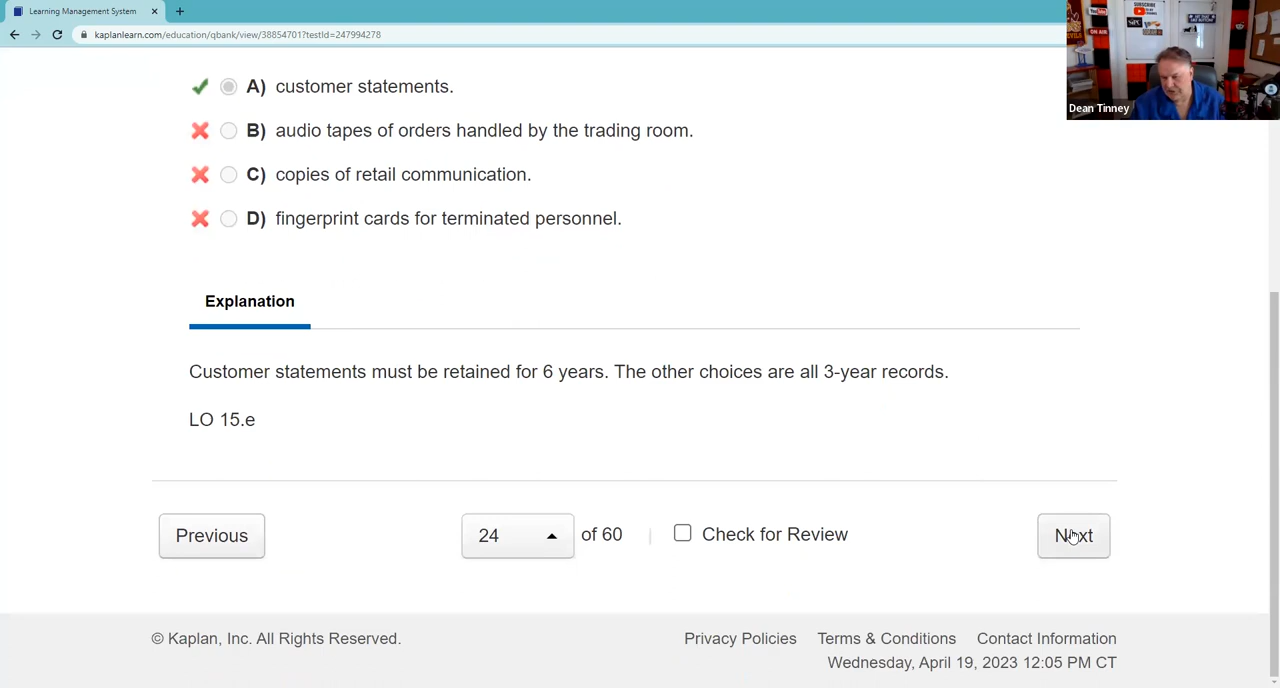 Learning Management System
kaplanlearn.com/education/qbank/view/38854701?testId=247994278
SUBSCRIBE
ON AIR
Dean Tinney
A) customer statements.
B) audio tapes of orders handled by the trading room.
C) copies of retail communication.
D) fingerprint cards for terminated personnel.
Explanation
Customer statements must be retained for 6 years. The other choices are all 3-year records.
LO 15.e
Previous
24 of 60
Check for Review
Next
© Kaplan, Inc. All Rights Reserved.
Privacy Policies Terms & Conditions Contact Information
Wednesday, April 19, 2023 12:05 PM CT